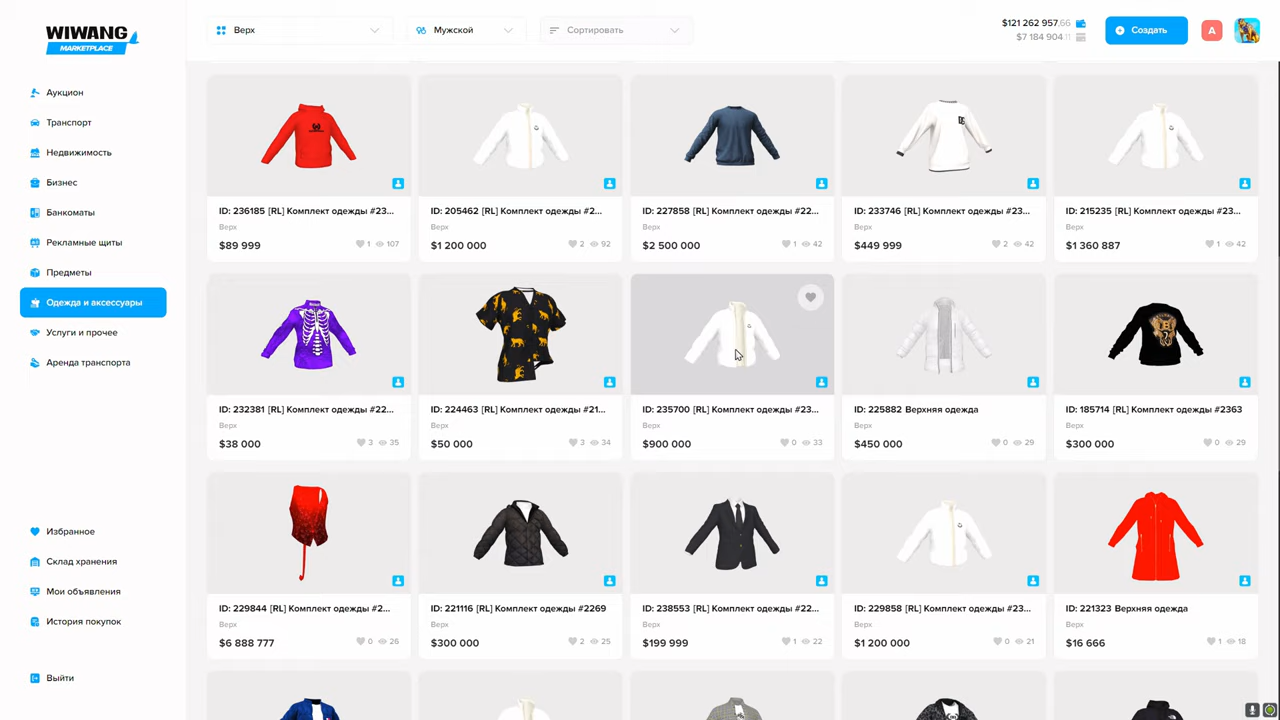 WIWANG
MARKETPLACE
Верх
Мужской
Сортировать
$121 262 957.66
$7 184 904.11
Создать
A
Аукцион
Транспорт
Недвижимость
Бизнес
Банкоматы
Рекламные щиты
Предметы
Одежда и аксессуары
Услуги и прочее
Аренда транспорта
Избранное
Склад хранения
Мои объявления
История покупок
Выйти
ID: 236185 [RL] Комплект одежды #23...
Верх
$89 999
1 107
ID: 205462 [RL] Комплект одежды #2...
Верх
$1 200 000
2 92
ID: 227858 [RL] Комплект одежды #22...
Верх
$2 500 000
1 42
ID: 233746 [RL] Комплект одежды #23...
Верх
$449 999
2 42
ID: 215235 [RL] Комплект одежды #23...
Верх
$1 360 887
1 42
ID: 232381 [RL] Комплект одежды #22...
Верх
$38 000
3 35
ID: 224463 [RL] Комплект одежды #21...
Верх
$50 000
3 34
ID: 235700 [RL] Комплект одежды #23...
Верх
$900 000
0 33
ID: 225882 Верхняя одежда
Верх
$450 000
0 29
ID: 185714 [RL] Комплект одежды #2363
Верх
$300 000
0 29
ID: 229844 [RL] Комплект одежды #2...
Верх
$6 888 777
0 26
ID: 221116 [RL] Комплект одежды #2269
Верх
$300 000
2 25
ID: 238553 [RL] Комплект одежды #22...
Верх
$199 999
1 22
ID: 229858 [RL] Комплект одежды #23...
Верх
$1 200 000
0 21
ID: 221323 Верхняя одежда
Верх
$16 666
1 18